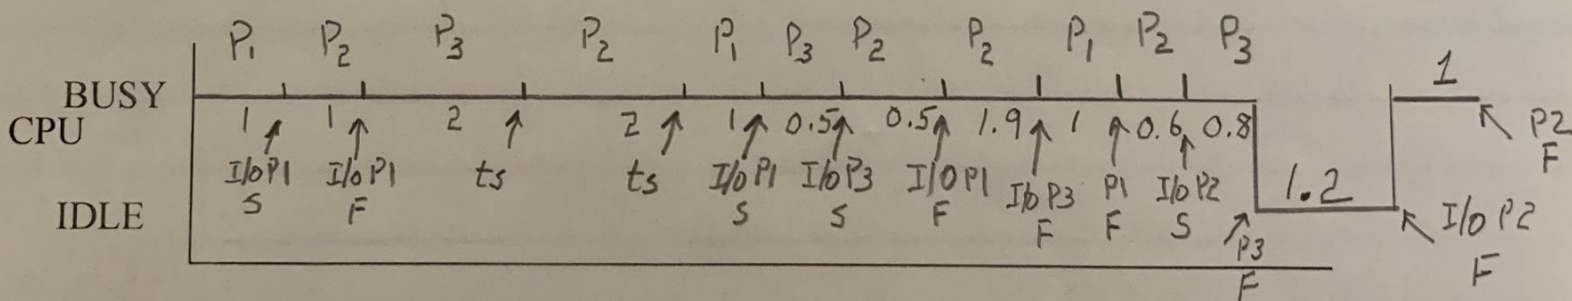 P1 P2 P3 P2 P1 P3 P2 P2 P1 P2 P3
1
BUSY
CPU
1 1 2 2 1 0.5 0.5 1.9 1 0.6 0.8
I/O P1 S
I/O P1 F
ts
ts
I/O P1 S
I/O P3 S
I/O P1 F
I/O P3 F
P1 F
I/O P2 S
P3 F
1.2
I/O P2 F
P2 F
IDLE